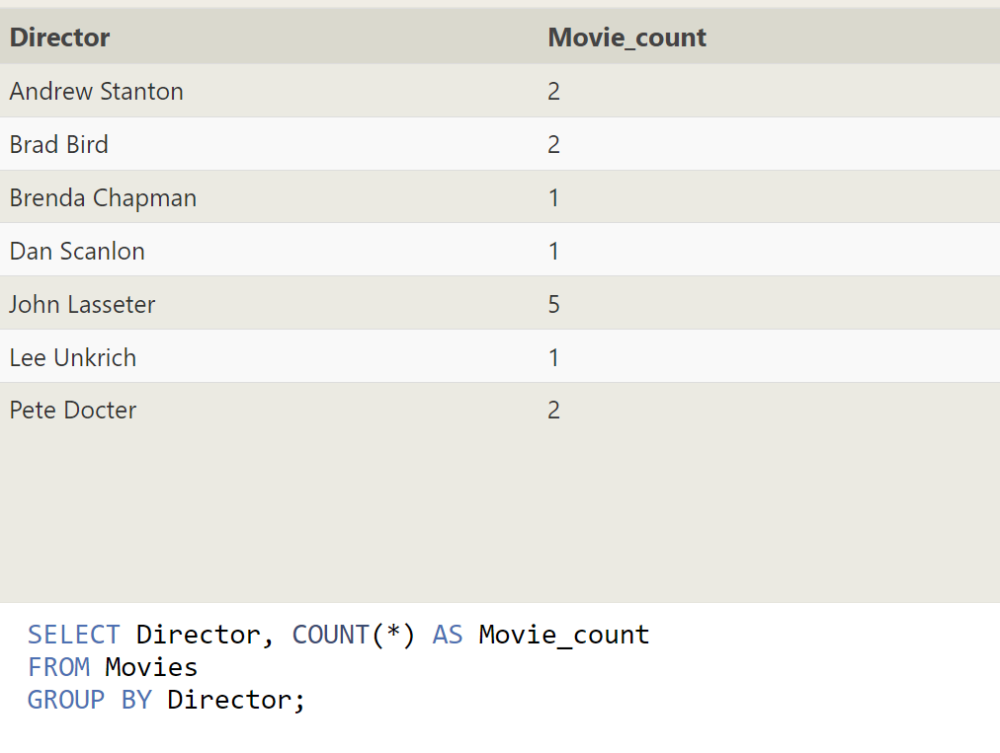 Director Movie_count
Andrew Stanton 2
Brad Bird 2
Brenda Chapman 1
Dan Scanlon 1
John Lasseter 5
Lee Unkrich 1
Pete Docter 2
SELECT Director, COUNT(*) AS Movie_count
FROM Movies
GROUP BY Director;